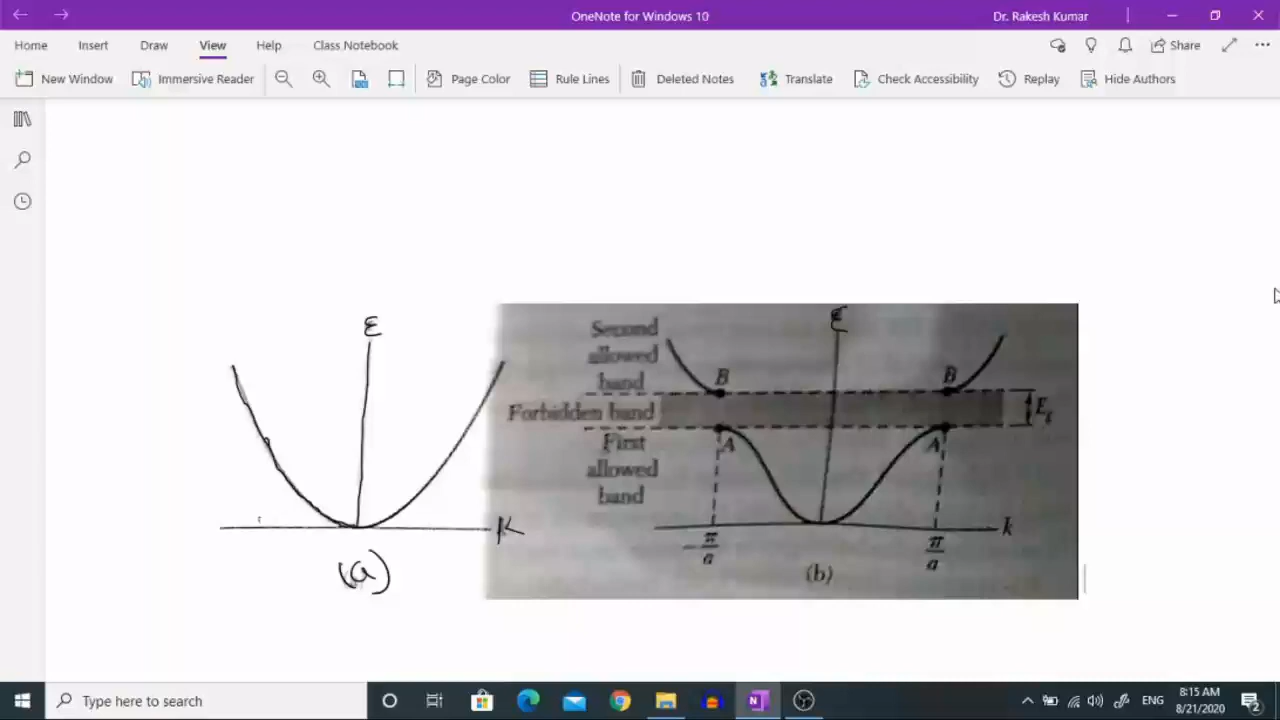 OneNote for Windows 10
Dr. Rakesh Kumar
Home Insert Draw View Help Class Notebook
Share
New Window Immersive Reader Page Color Rule Lines Deleted Notes Translate Check Accessibility Replay Hide Authors
ε
K
(a)
Second
allowed
band
Forbidden band
First
allowed
band
ε
B
B
A
A
E_g
k
-π/a
π/a
(b)
Type here to search
ENG
8:15 AM
8/21/2020
2